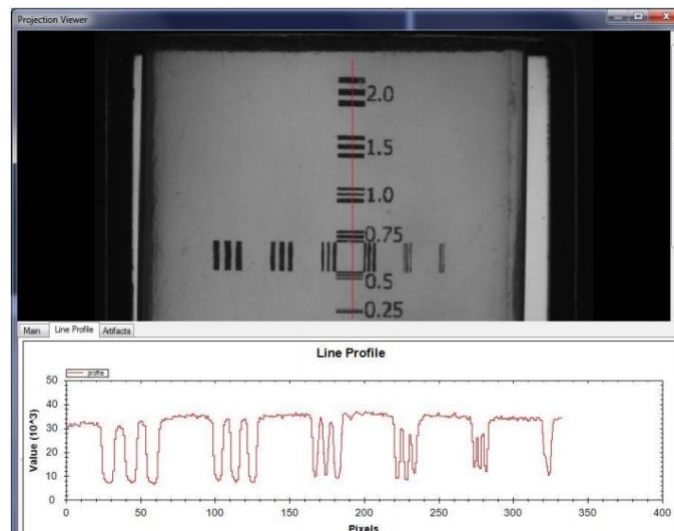 Projection Viewer
2.0
1.5
1.0
0.75
0.5
0.25
Main Line Profile Artifacts
Line Profile
profile
Value (10^3)
50
40
30
20
10
0
0 50 100 150 200 250 300 350 400
Pixels